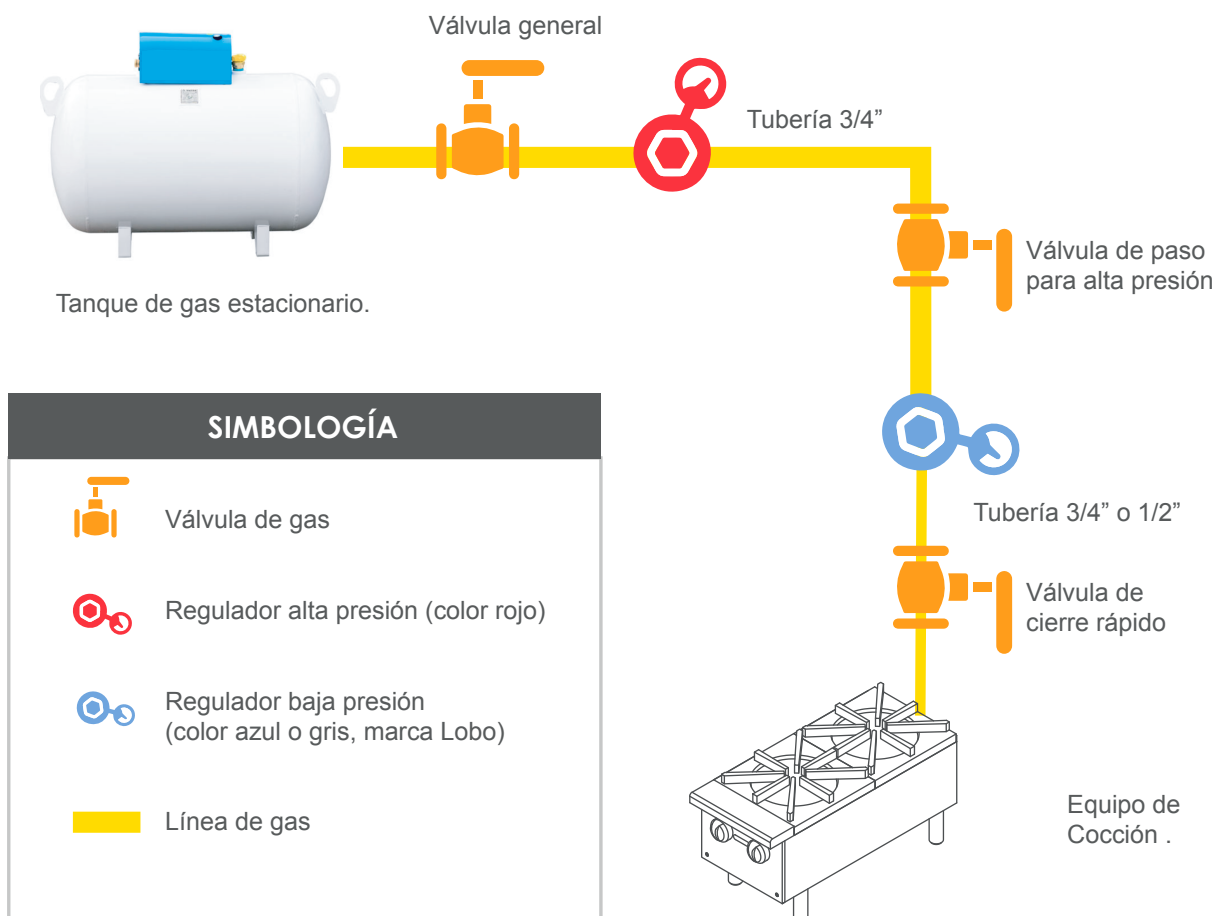 Válvula general
Tubería 3/4”
Válvula de paso
para alta presión
Tanque de gas estacionario.
SIMBOLOGÍA
Válvula de gas
Regulador alta presión (color rojo)
Regulador baja presión
(color azul o gris, marca Lobo)
Línea de gas
Tubería 3/4” o 1/2”
Válvula de
cierre rápido
Equipo de
Cocción .